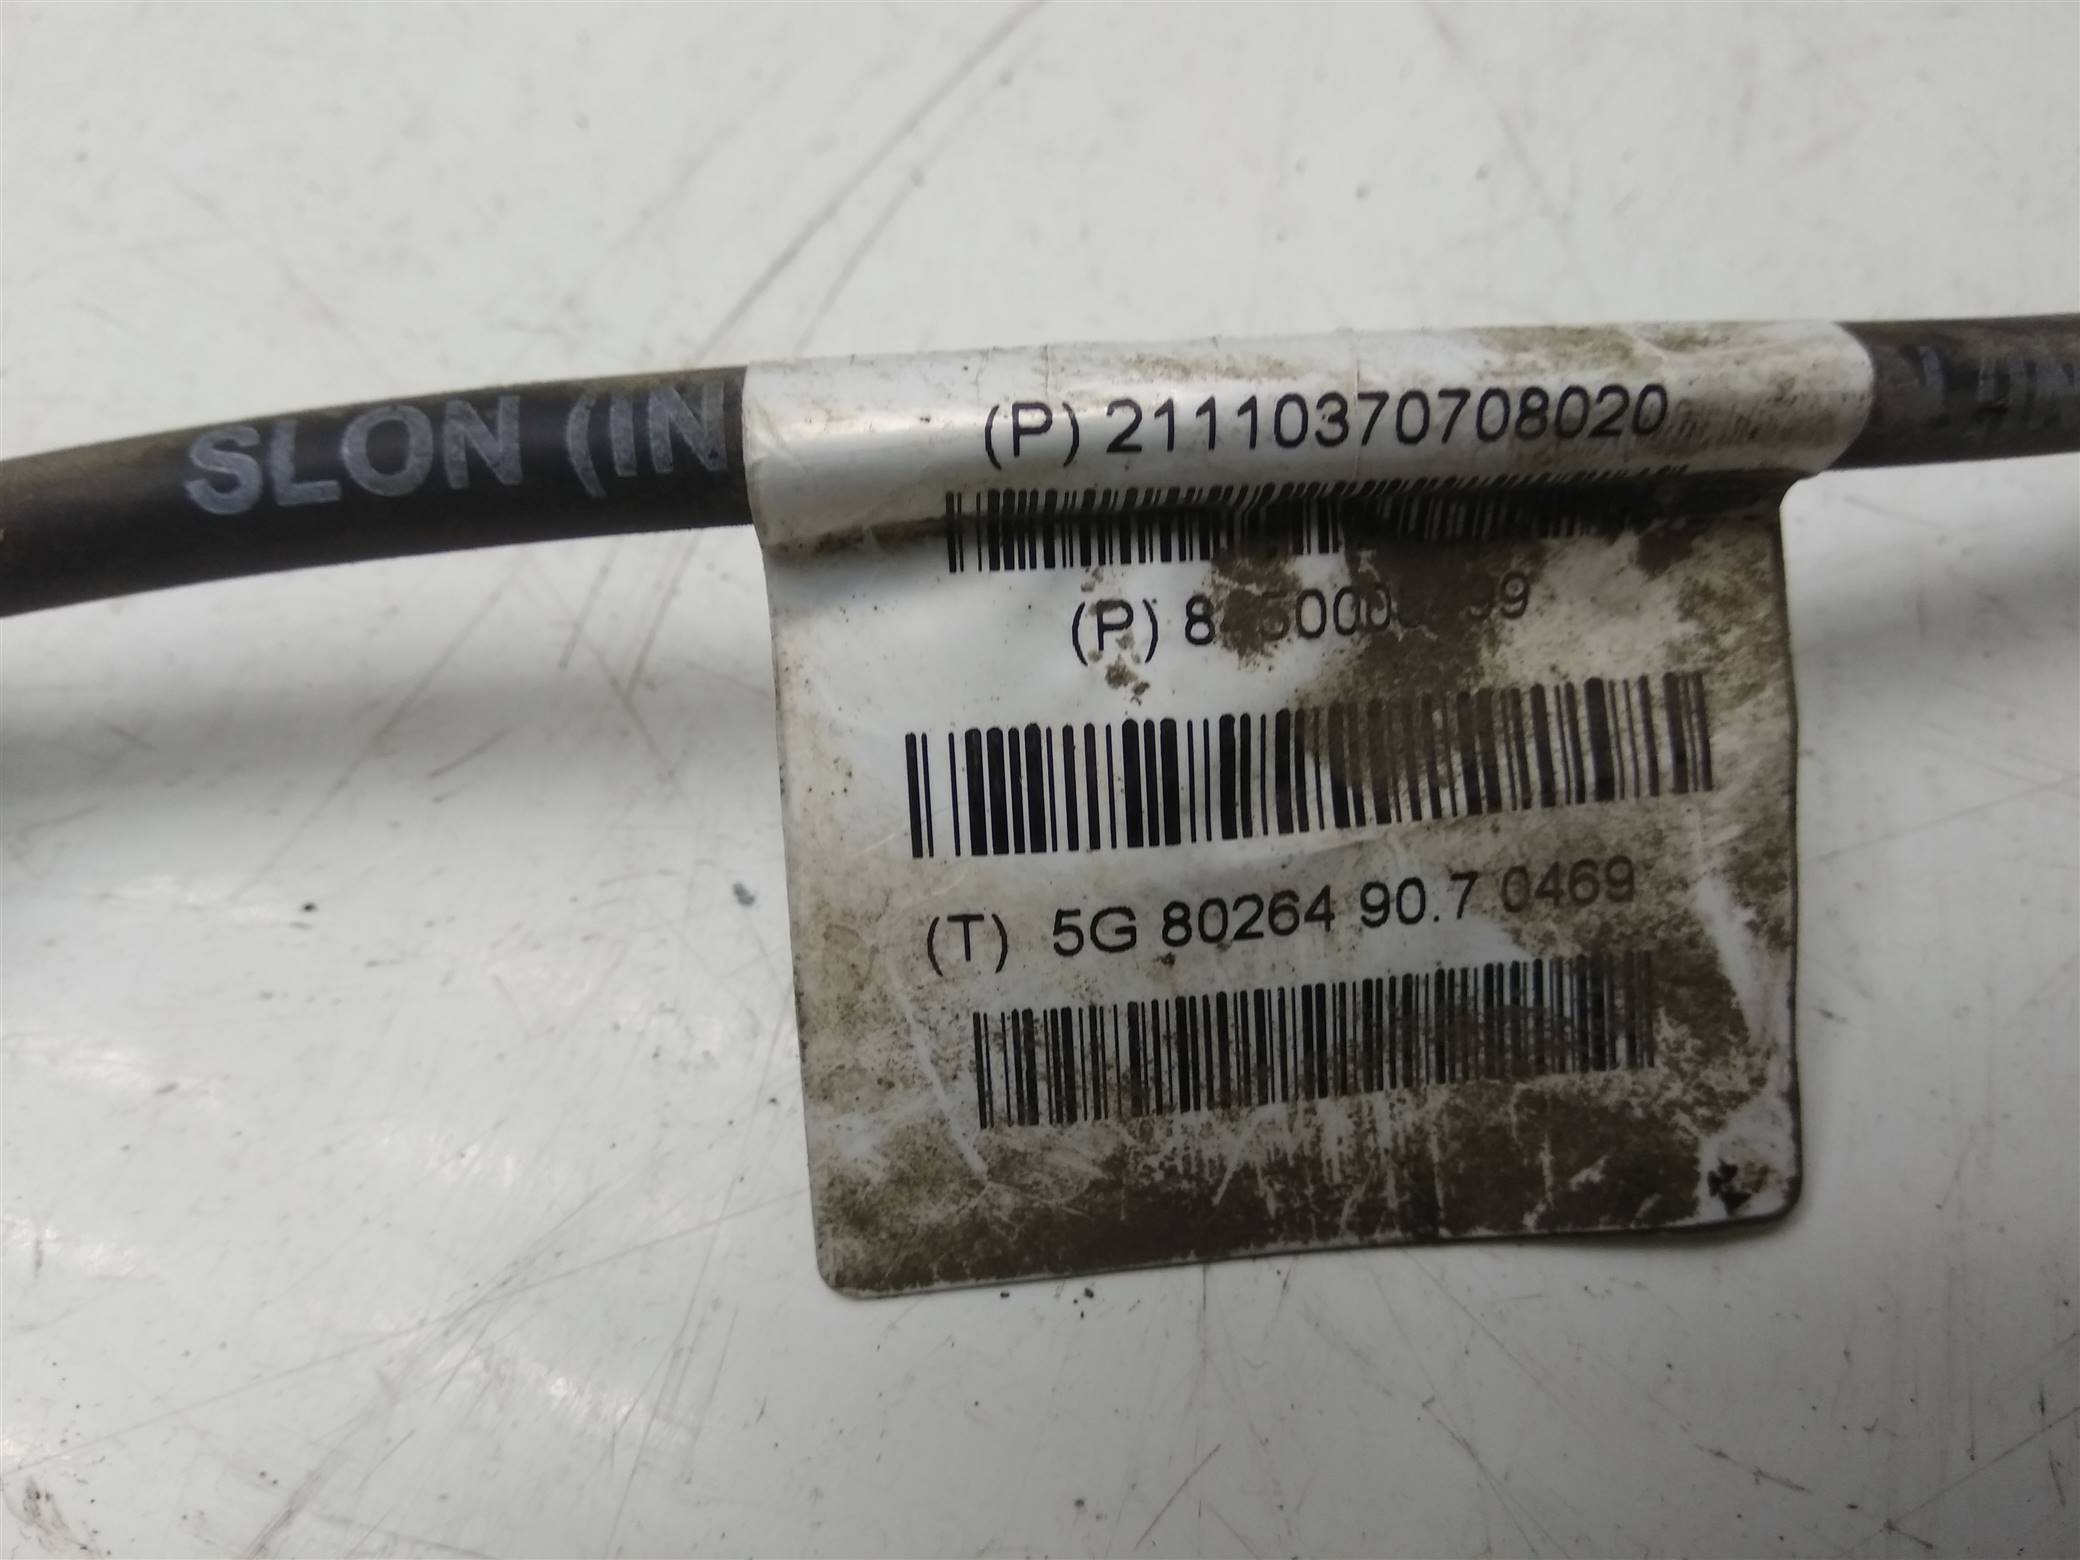 SLON (IN
(P) 21110370708020
(P)
(T) 5G 80264 90.7 0469